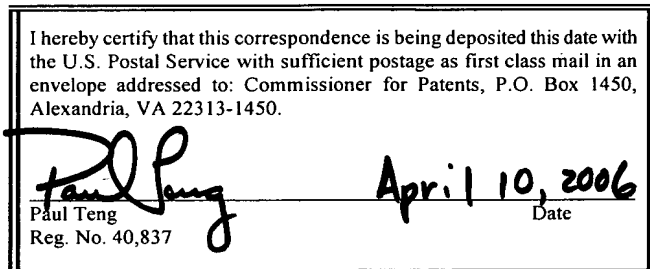 I hereby certify that this correspondence is being deposited this date with
the U.S. Postal Service with sufficient postage as first class mail in an
envelope addressed to: Commissioner for Patents, P.O. Box 1450,
Alexandria, VA 22313-1450.
Paul Teng April 10, 2006
Paul Teng Date
Reg. No. 40,837